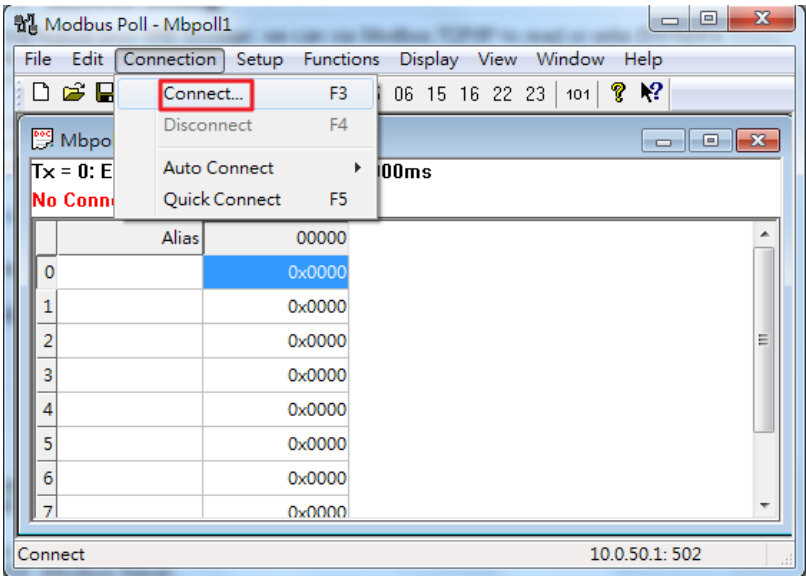 Modbus Poll - Mbpoll1
File Edit Connection Setup Functions Display View Window Help
Connect... F3
06 15 16 22 23 101
Disconnect F4
Auto Connect
Quick Connect F5
Mbpo
Tx = 0: E 00ms
No Conn
Alias 00000
0 0x0000
1 0x0000
2 0x0000
3 0x0000
4 0x0000
5 0x0000
6 0x0000
7 0x0000
Connect 10.0.50.1: 502